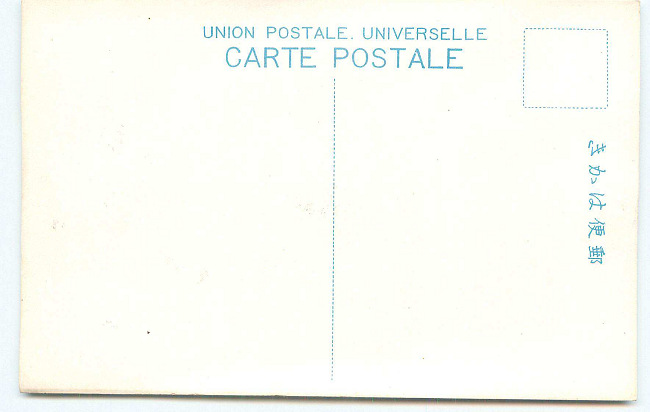 UNION POSTALE. UNIVERSELLE
CARTE POSTALE
郵便はかき